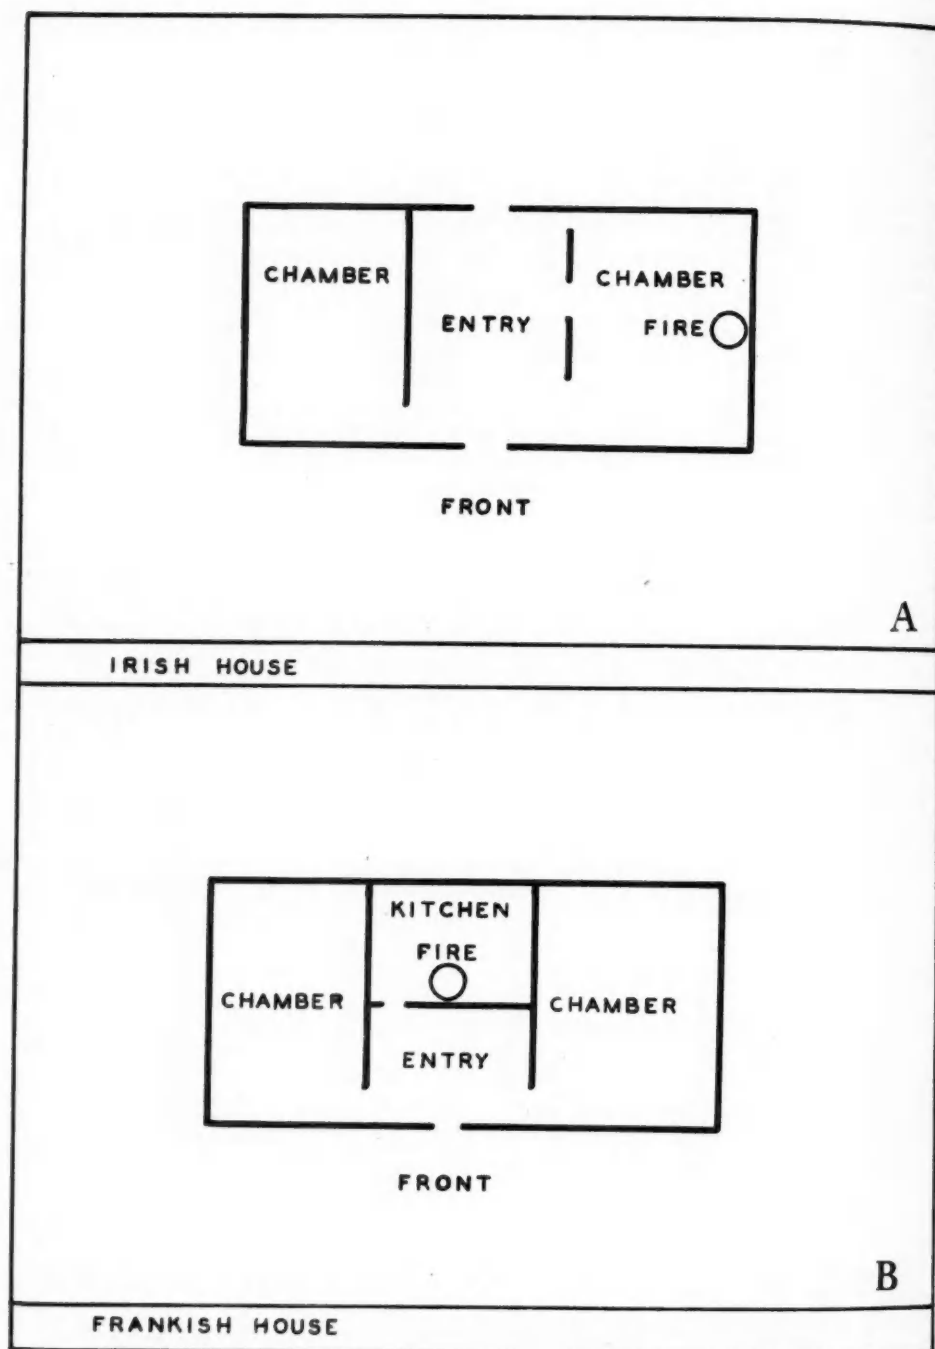 CHAMBER
CHAMBER
ENTRY
FIRE
FRONT
A
IRISH HOUSE
KITCHEN
FIRE
CHAMBER
CHAMBER
ENTRY
FRONT
B
FRANKISH HOUSE